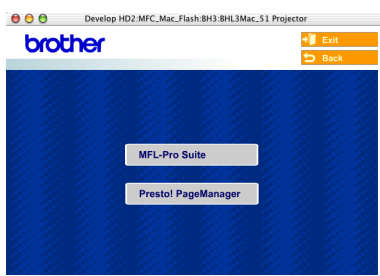 Develop HD2:MFC_Mac_Flash:BH3:BHL3Mac_51 Projector
brother
Exit
Back
MFL-Pro Suite
Presto! PageManager